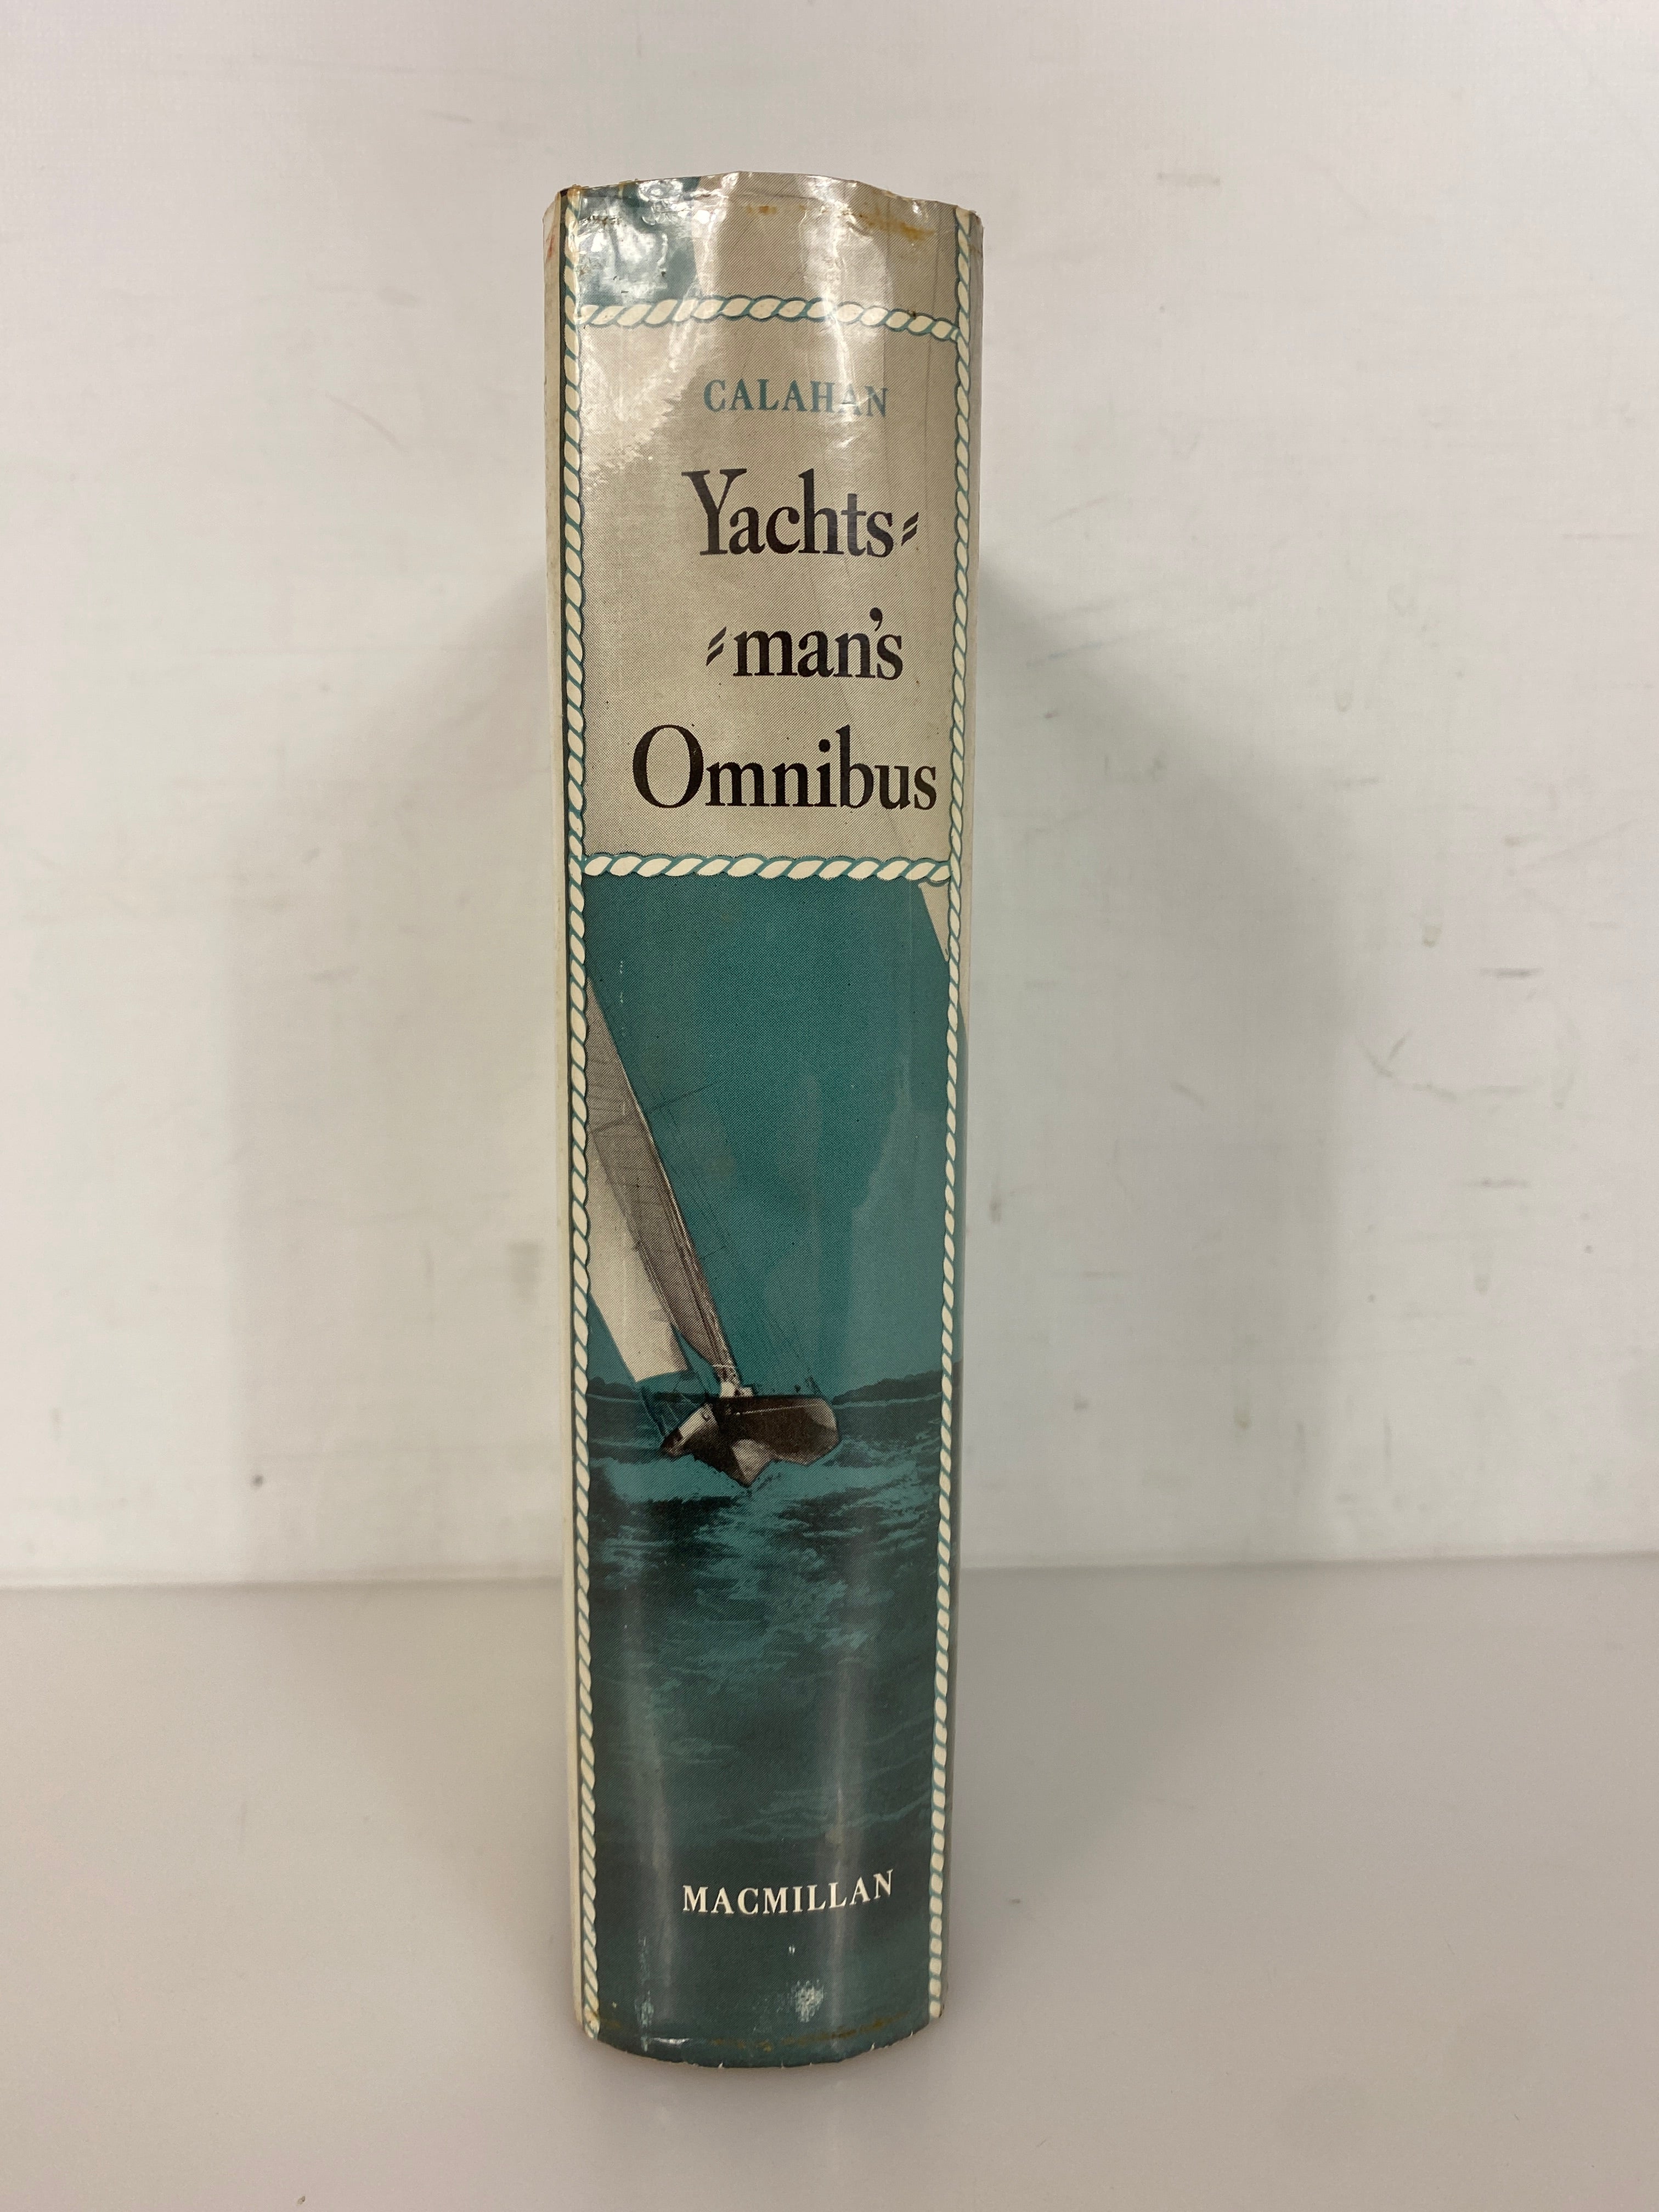 CALAHAN
Yachts-
-man's
Omnibus
MACMILLAN